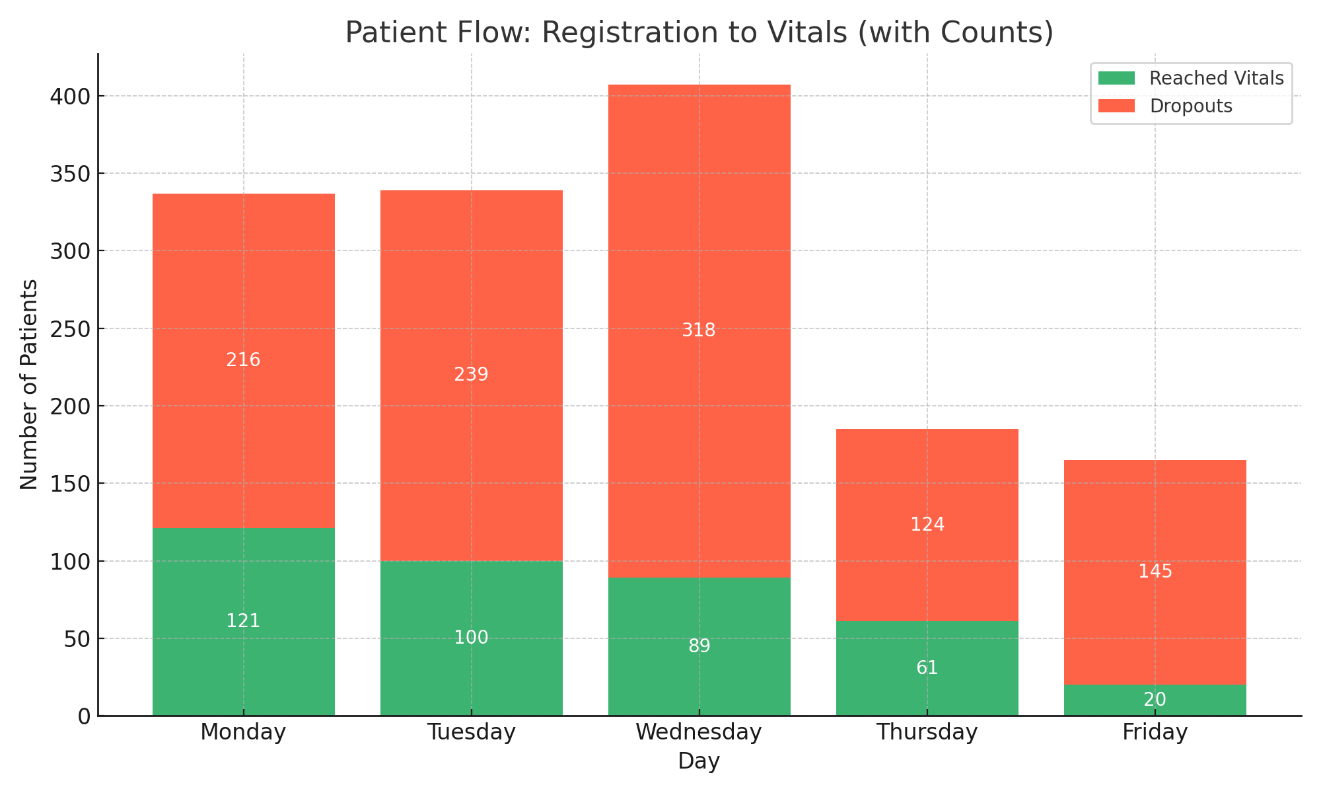 Patient Flow: Registration to Vitals (with Counts)
Reached Vitals
Dropouts
Number of Patients
400
350
300
250
200
150
100
50
0
216
239
318
124
145
121
100
89
61
20
Monday
Tuesday
Wednesday
Thursday
Friday
Day